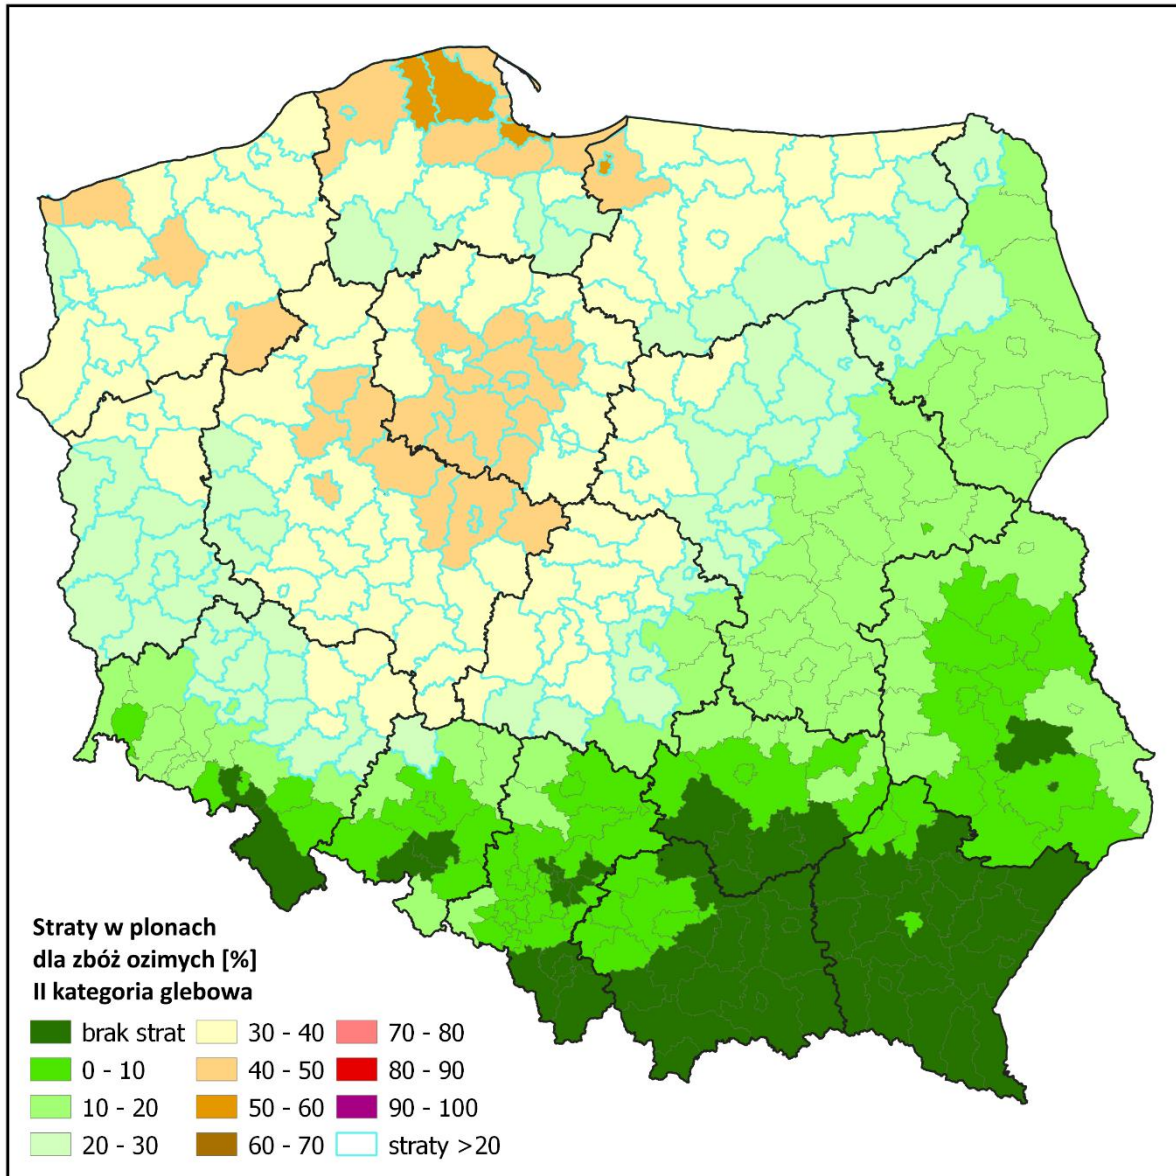 Straty w plonach
dla zbóż ozimych [%]
II kategoria glebowa
brak strat
0 - 10
10 - 20
20 - 30
30 - 40
40 - 50
50 - 60
60 - 70
70 - 80
80 - 90
90 - 100
straty >20